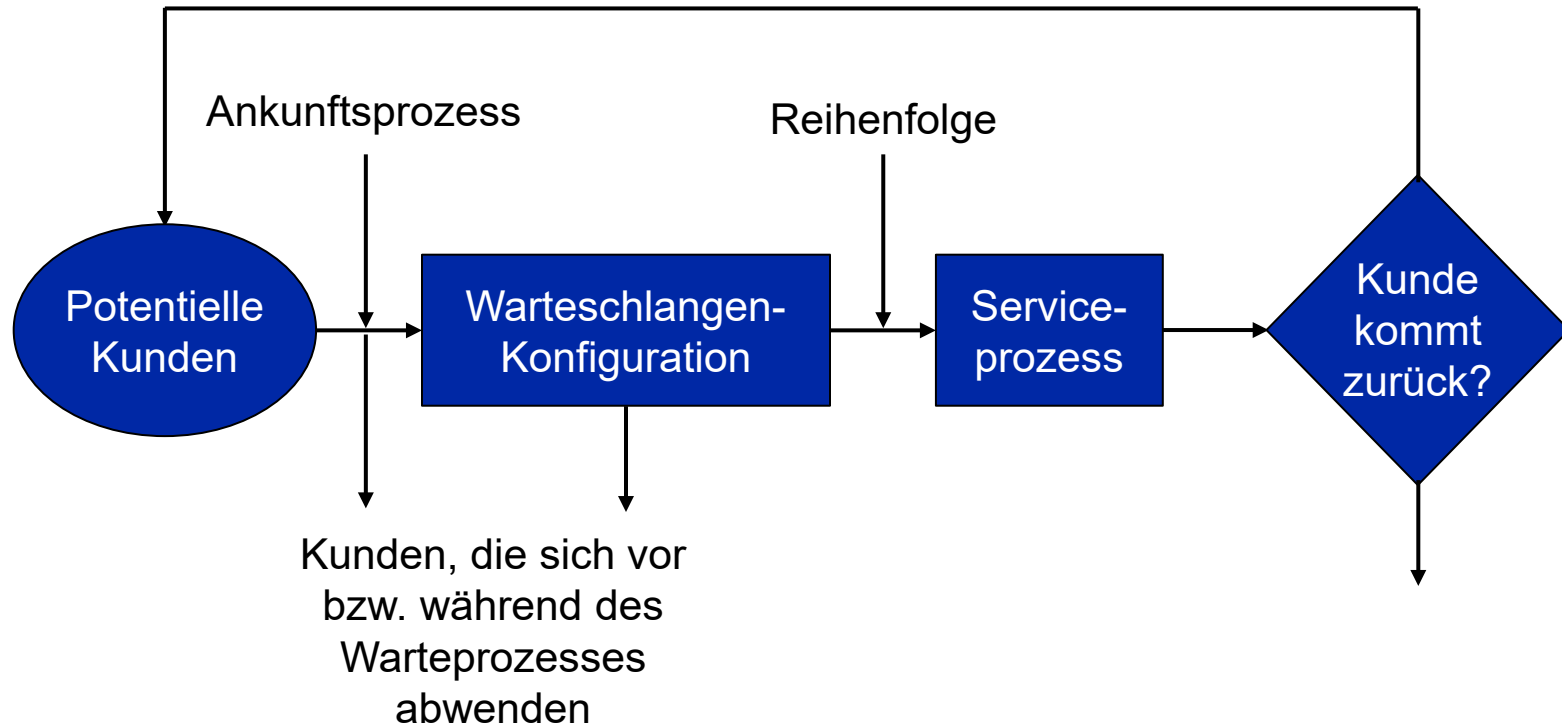 Ankunftsprozess
Reihenfolge
Potentielle
Kunden
Warteschlangen-
Konfiguration
Service-
prozess
Kunde
kommt
zurück?
Kunden, die sich vor
bzw. während des
Warteprozesses
abwenden